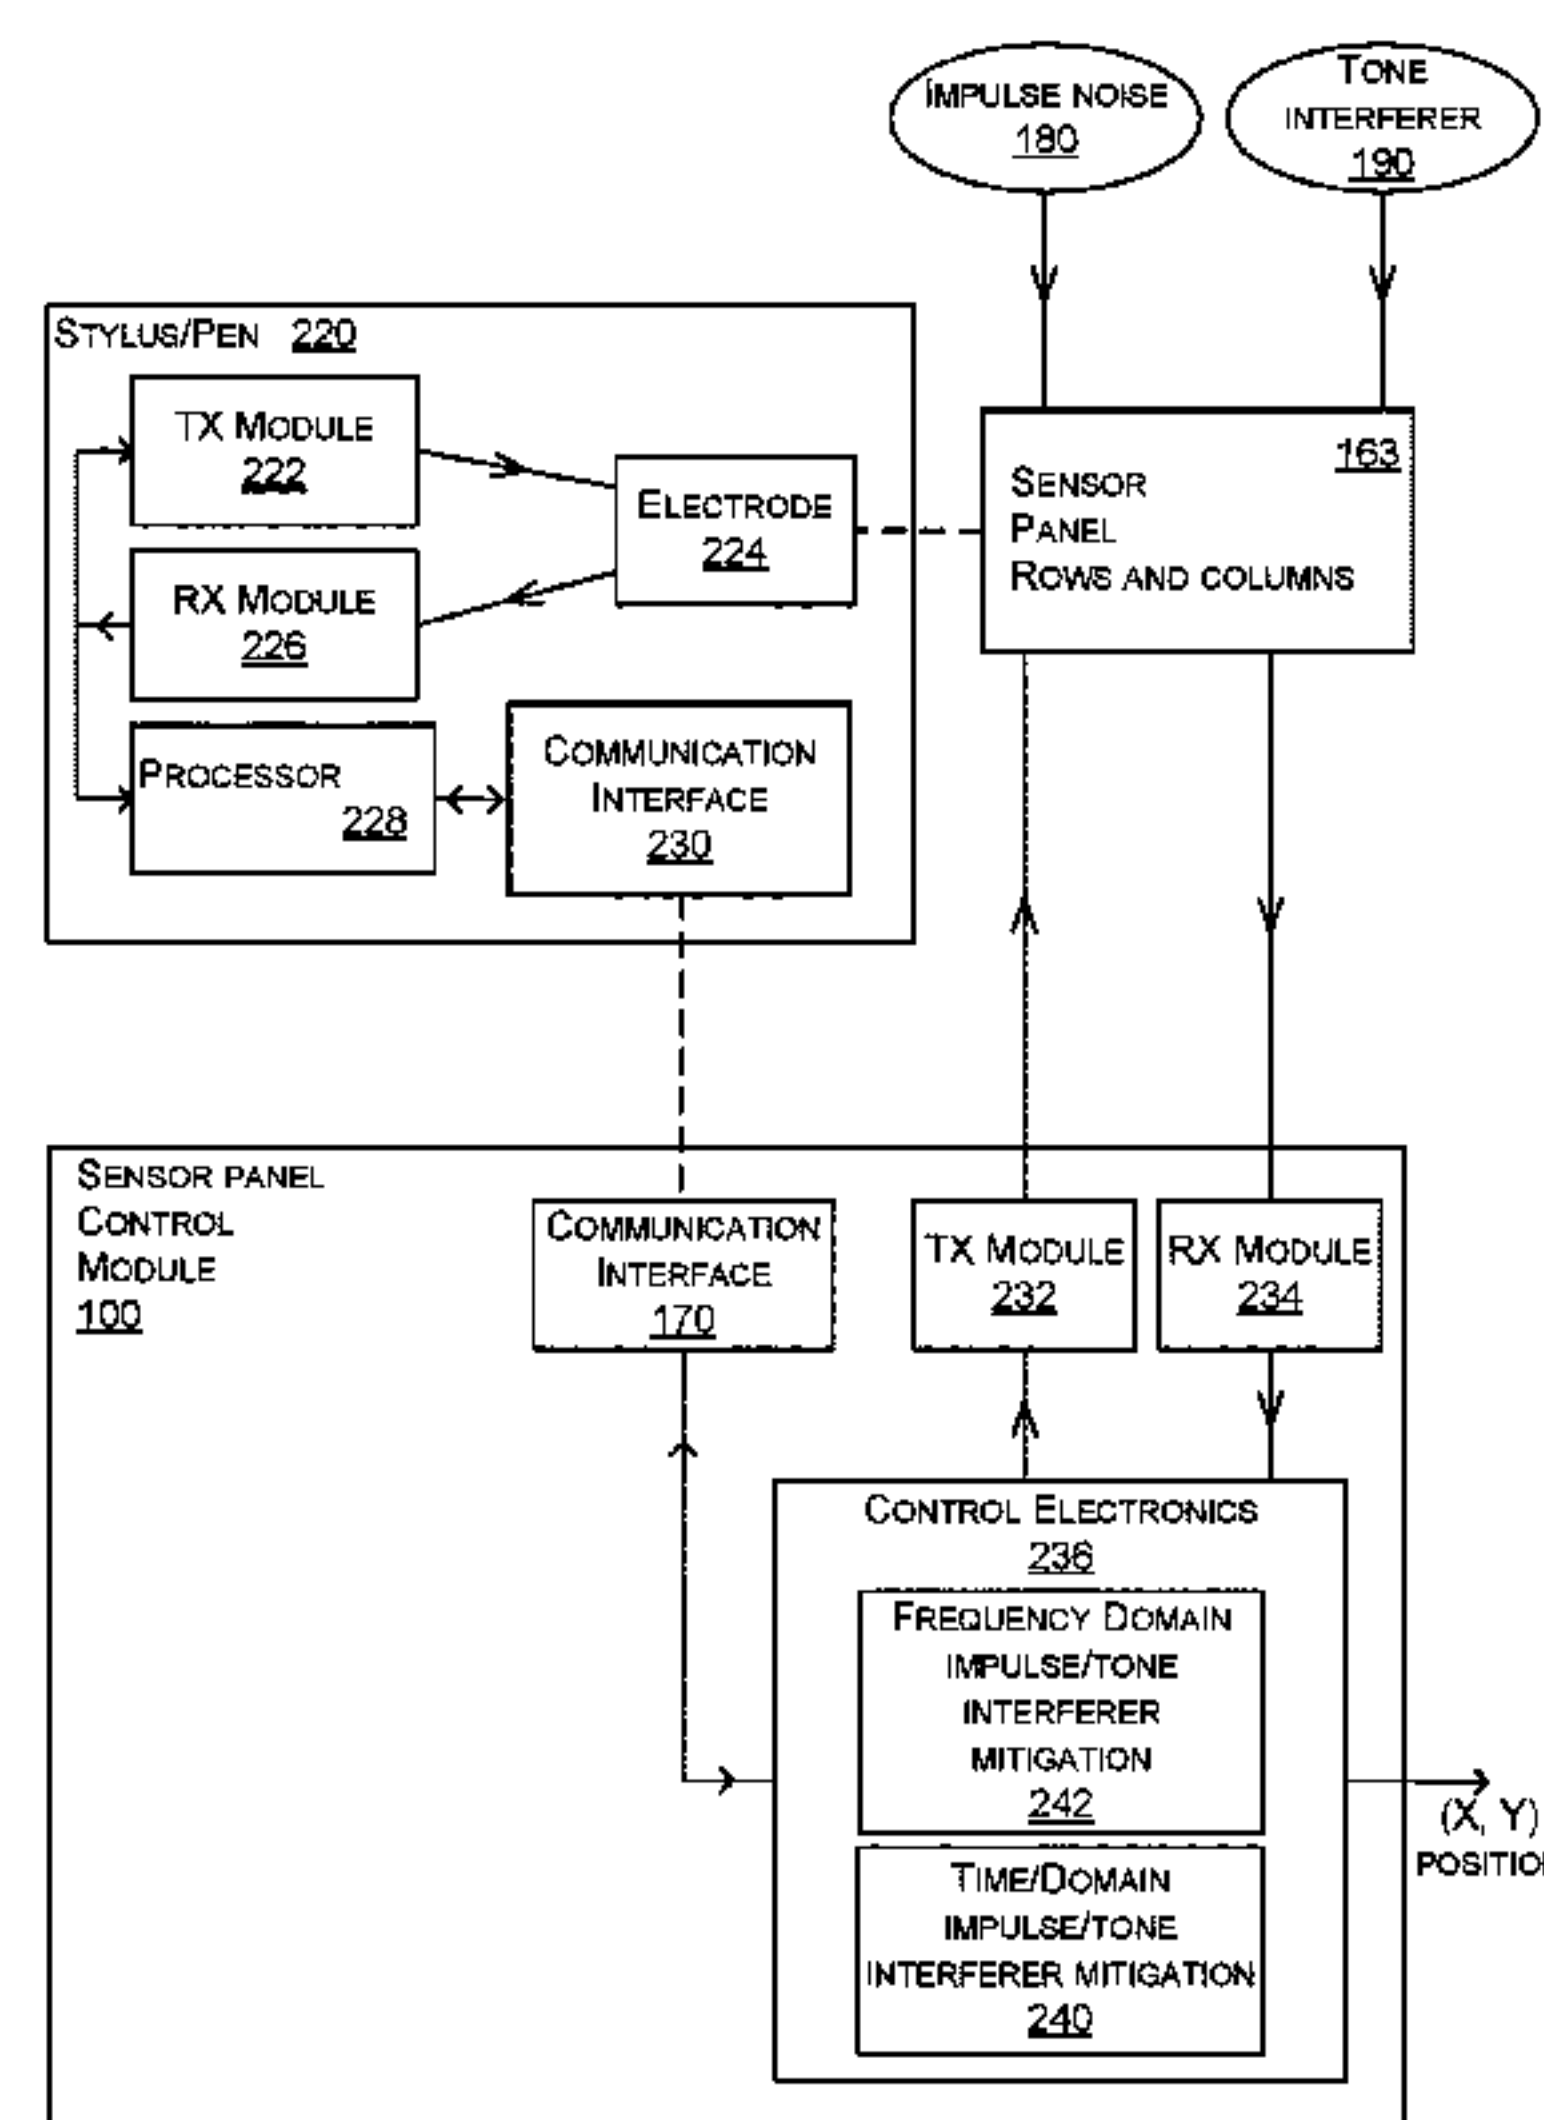 IMPULSE NOISE
180
TONE
INTERFERER
190
STYLUS/PEN 220
TX MODULE
222
ELECTRODE
224
RX MODULE
226
PROCESSOR
228
COMMUNICATION
INTERFACE
230
163
SENSOR
PANEL
ROWS AND COLUMNS
SENSOR PANEL
CONTROL
MODULE
100
COMMUNICATION
INTERFACE
170
TX MODULE
232
RX MODULE
234
CONTROL ELECTRONICS
236
FREQUENCY DOMAIN
IMPULSE/TONE
INTERFERER
MITIGATION
242
TIME/DOMAIN
IMPULSE/TONE
INTERFERER MITIGATION
240
(X, Y)
POSITIO